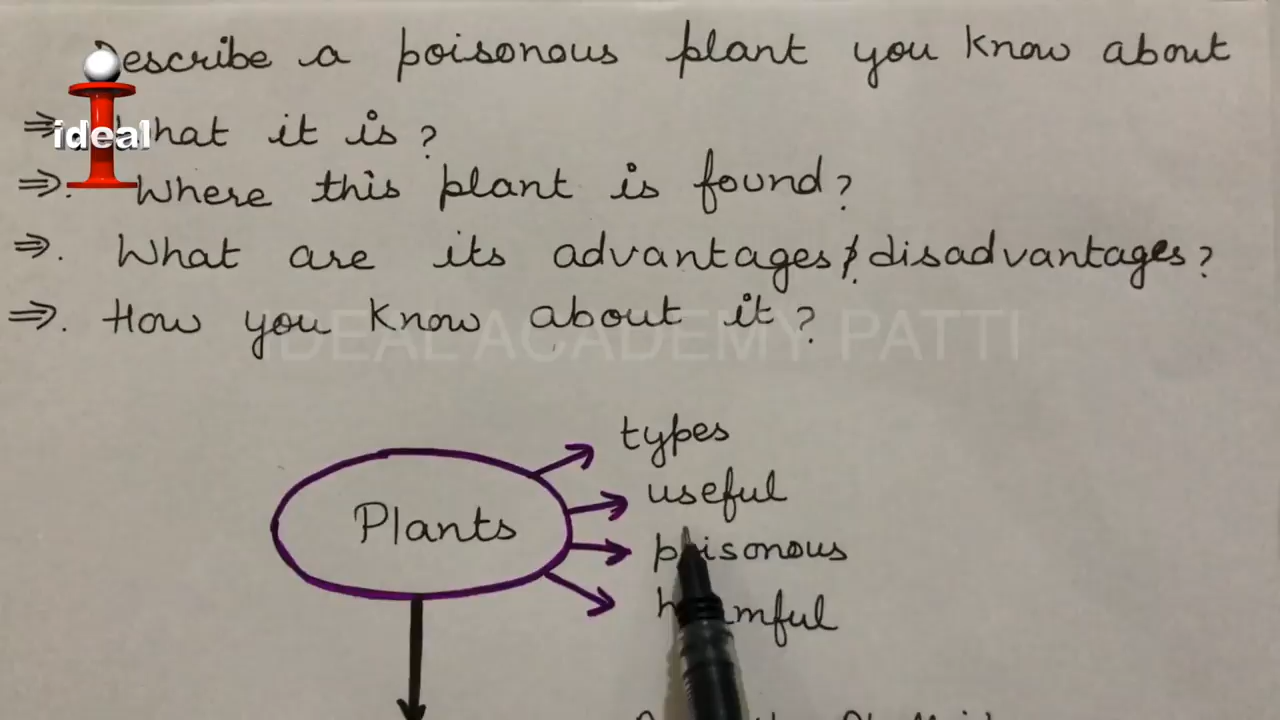 Describe a poisonous plant you know about
ideal
⇒. What it is?
⇒. Where this plant is found?
⇒. What are its advantages & disadvantages?
⇒. How you know about it?
IDEAL ACADEMY PATTI
types
useful
Plants
poisonous
harmful